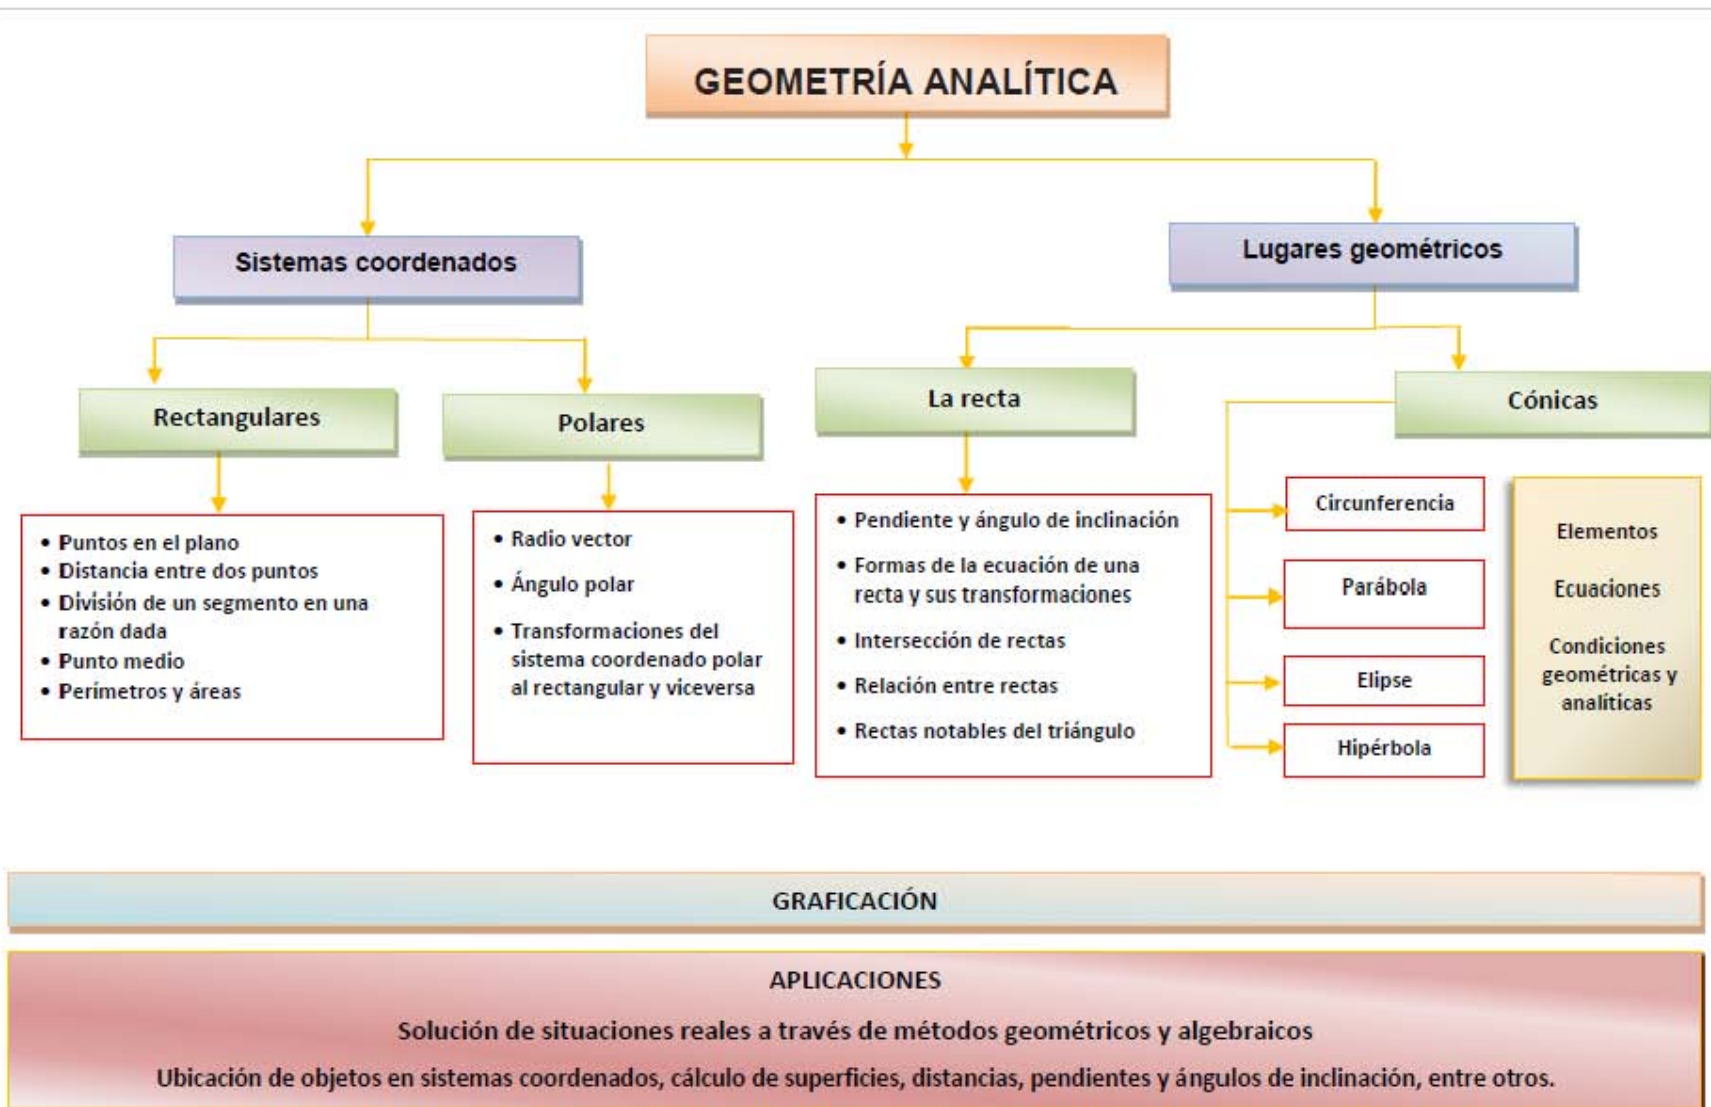 GEOMETRÍA ANALÍTICA
Sistemas coordenados
Lugares geométricos
Rectangulares
Polares
La recta
Cónicas
• Puntos en el plano
• Distancia entre dos puntos
• División de un segmento en una
razón dada
• Punto medio
• Perímetros y áreas
• Radio vector
• Ángulo polar
• Transformaciones del
sistema coordenado polar
al rectangular y viceversa
• Pendiente y ángulo de inclinación
• Formas de la ecuación de una
recta y sus transformaciones
• Intersección de rectas
• Relación entre rectas
• Rectas notables del triángulo
Circunferencia
Parábola
Elipse
Hipérbola
Elementos
Ecuaciones
Condiciones
geométricas y
analíticas
GRAFICACIÓN
APLICACIONES
Solución de situaciones reales a través de métodos geométricos y algebraicos
Ubicación de objetos en sistemas coordenados, cálculo de superficies, distancias, pendientes y ángulos de inclinación, entre otros.